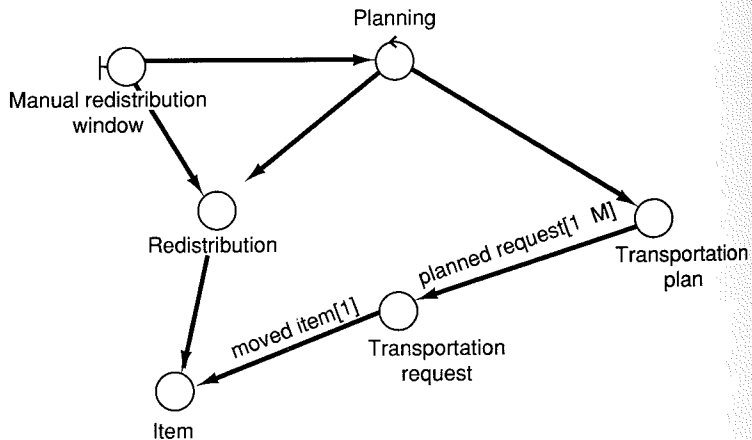 Planning
Manual redistribution
window
Redistribution
planned request[1 M]
Transportation
plan
moved item[1]
Transportation
request
Item